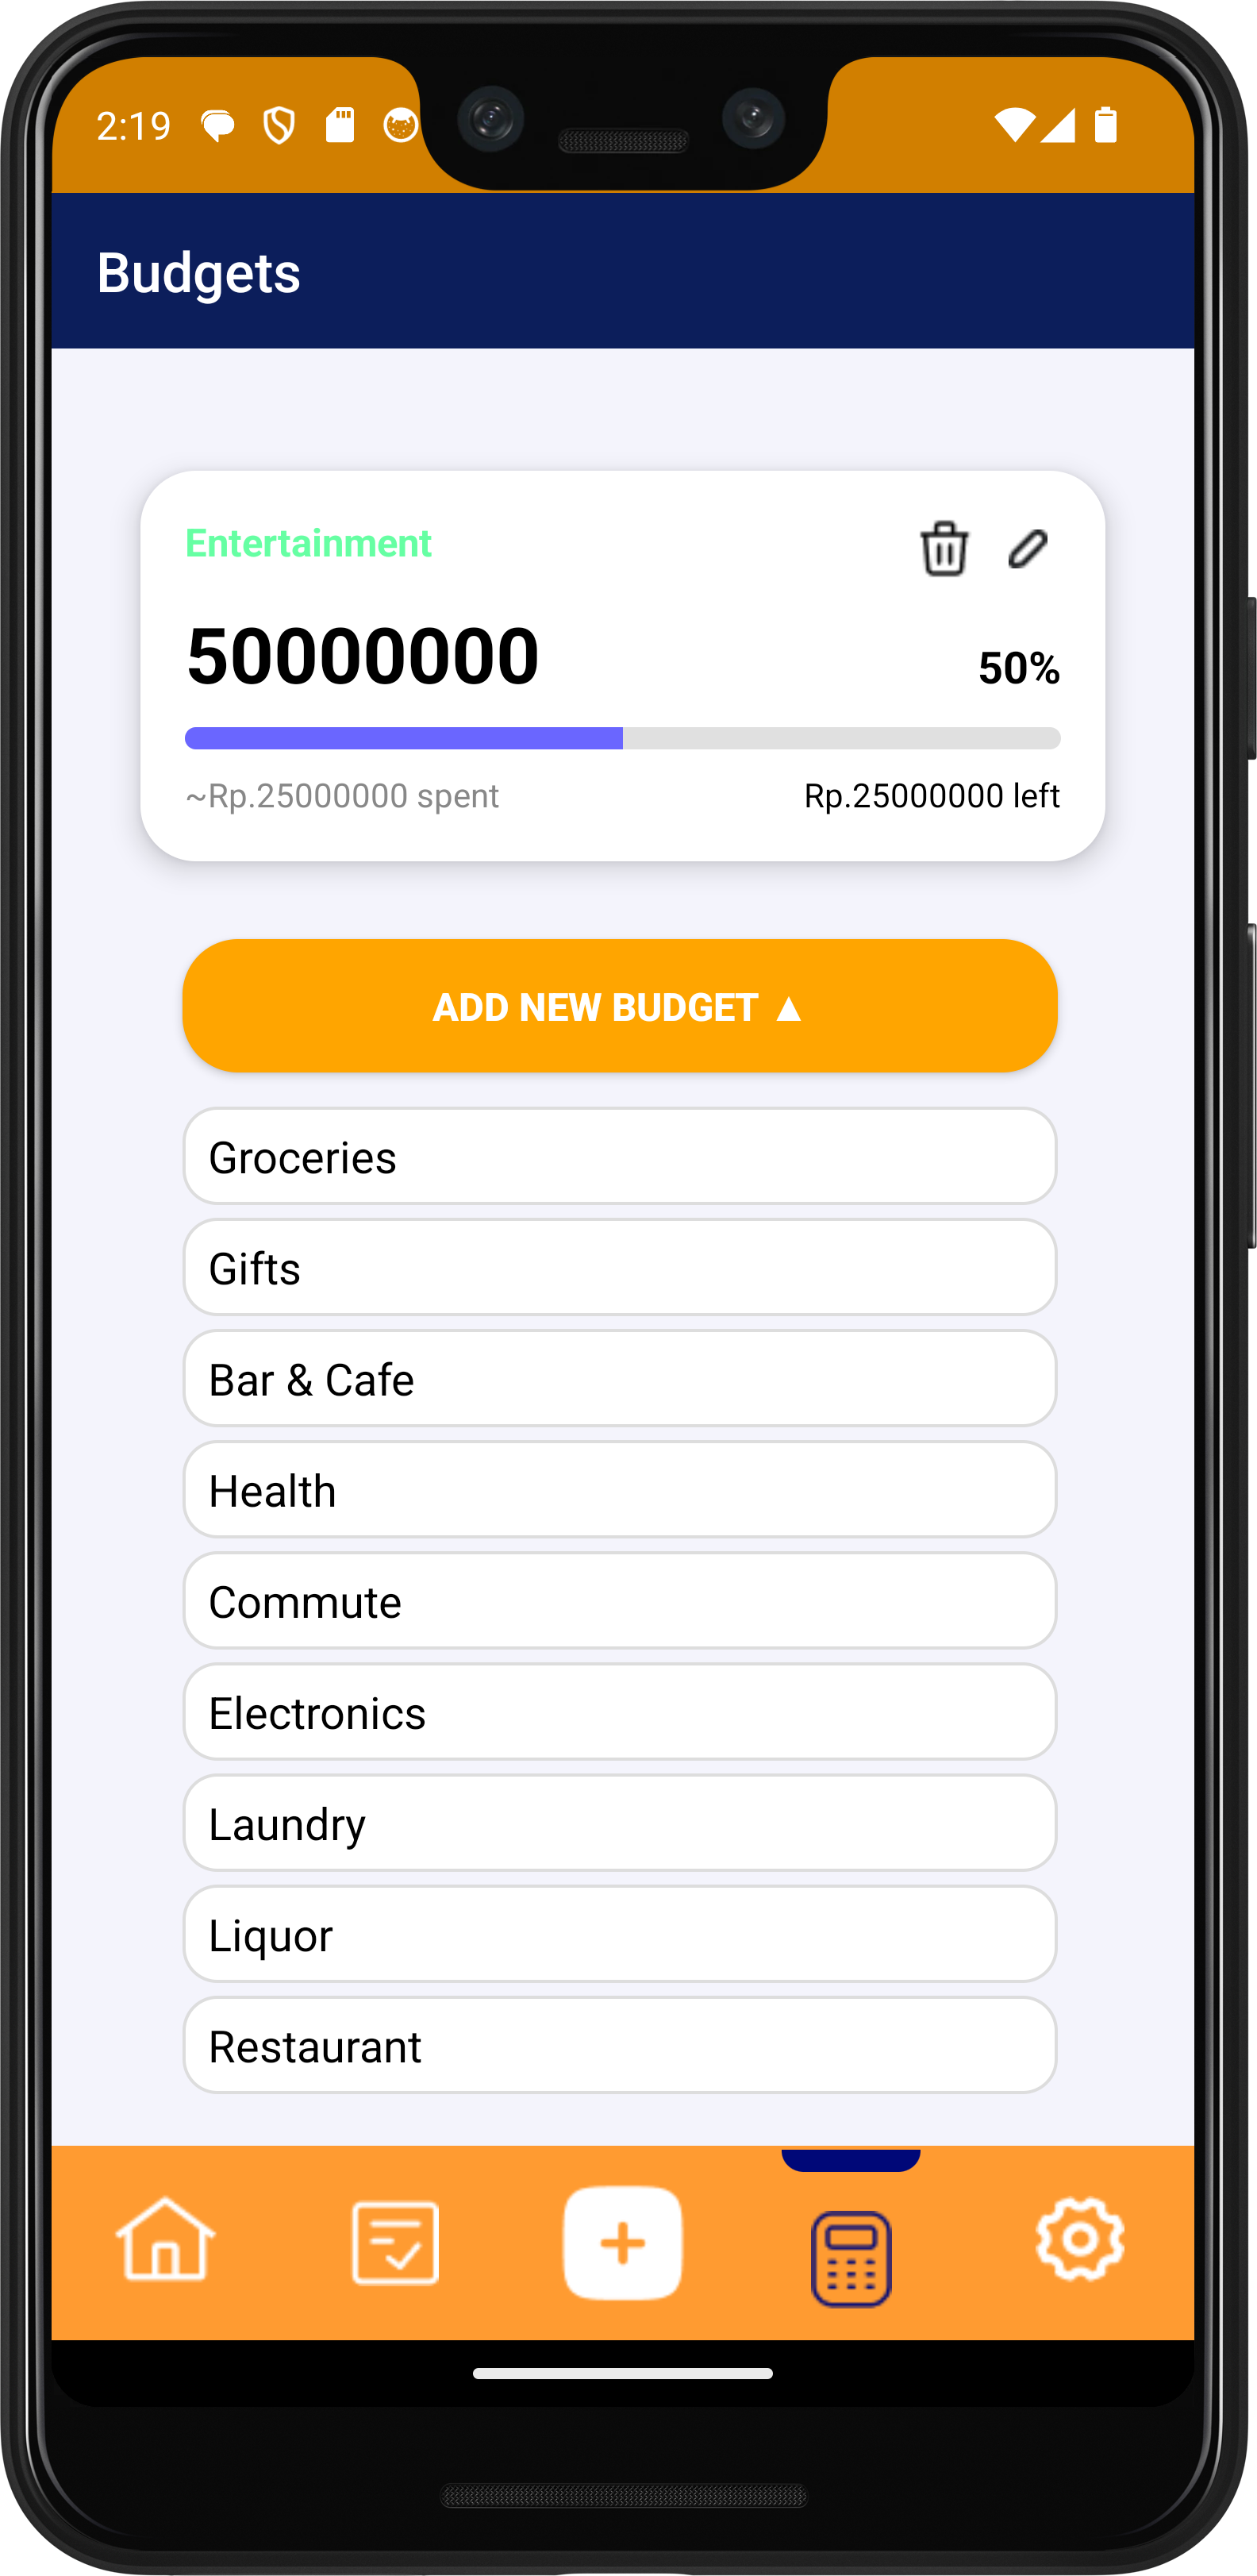 2:19
Budgets
Entertainment
50000000
50%
~Rp.25000000 spent
Rp.25000000 left
ADD NEW BUDGET ▲
Groceries
Gifts
Bar & Cafe
Health
Commute
Electronics
Laundry
Liquor
Restaurant